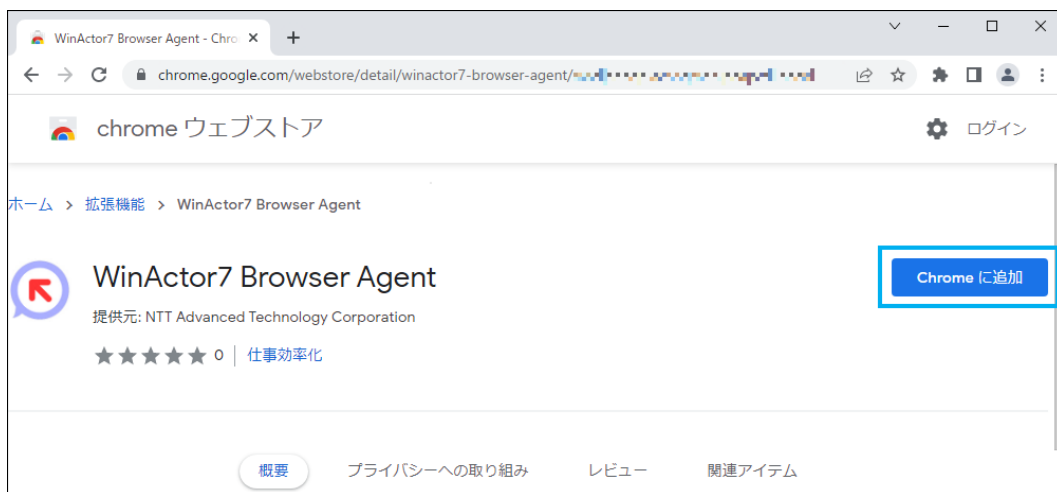 WinActor7 Browser Agent - Chro
chrome.google.com/webstore/detail/winactor7-browser-agent/
chrome ウェブストア
ログイン
ホーム > 拡張機能 > WinActor7 Browser Agent
WinActor7 Browser Agent
Chrome に追加
提供元: NTT Advanced Technology Corporation
0 | 仕事効率化
概要 プライバシーへの取り組み レビュー 関連アイテム